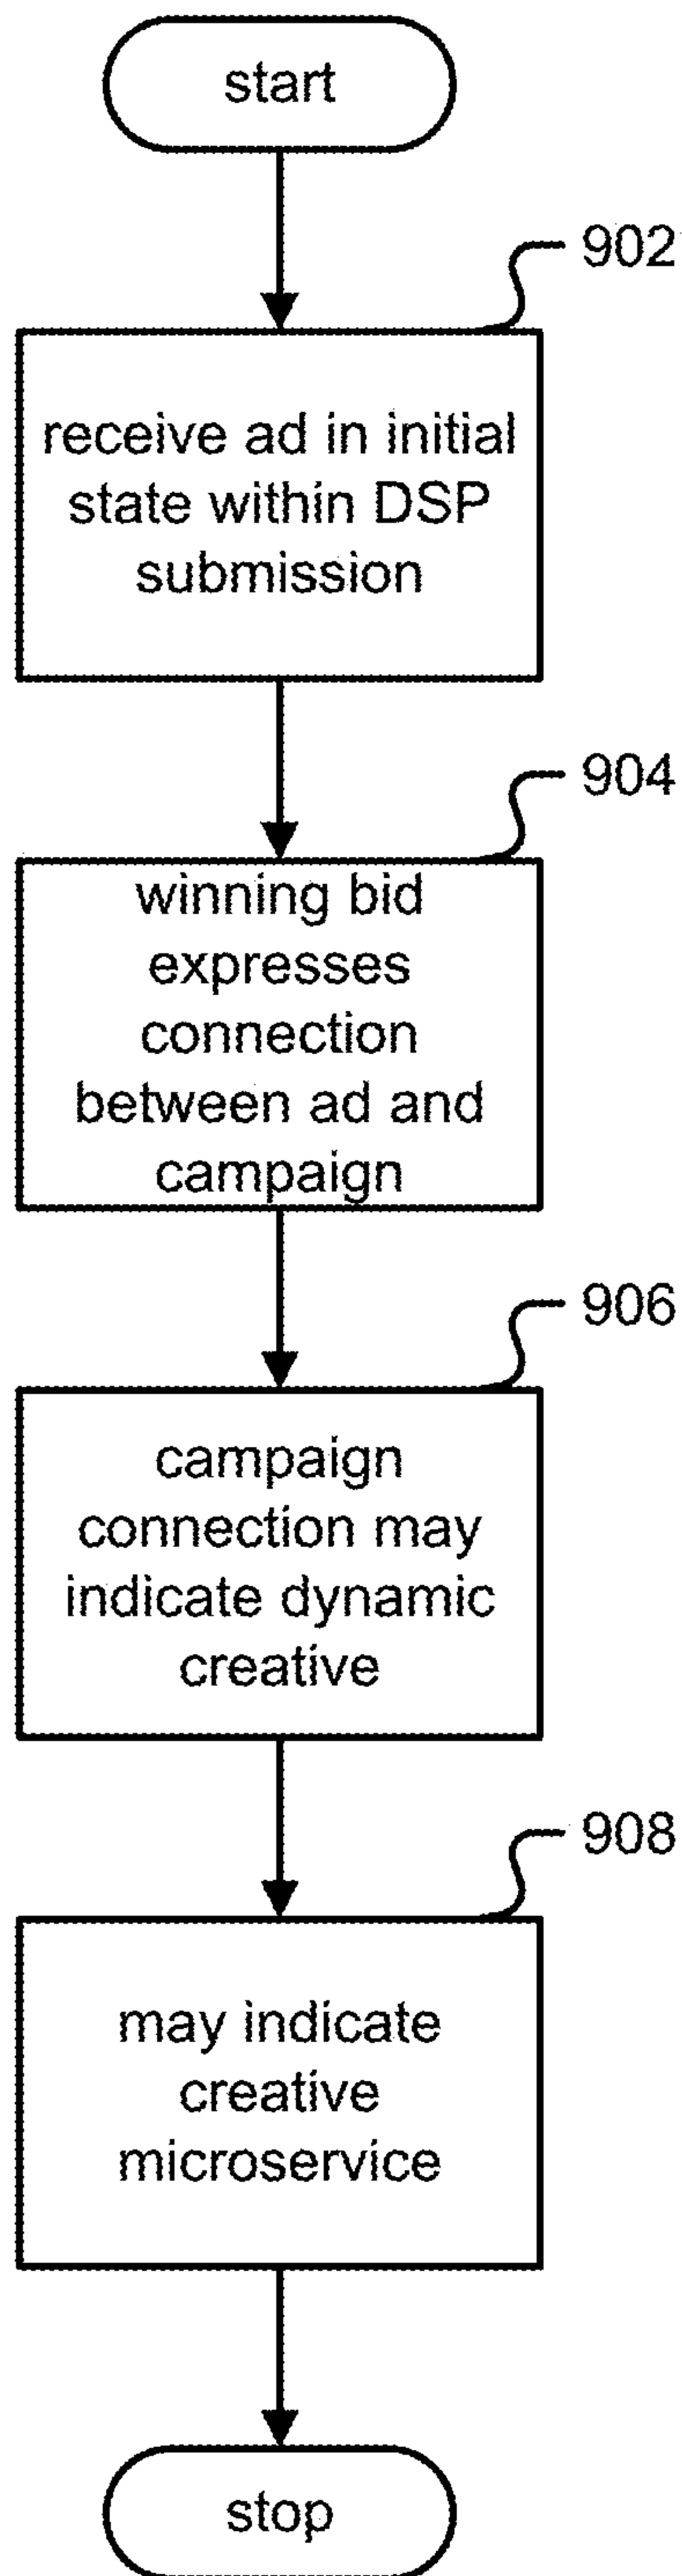 start
902
receive ad in initial
state within DSP
submission
904
winning bid
expresses
connection
between ad and
campaign
906
campaign
connection may
indicate dynamic
creative
908
may indicate
creative
microservice
stop